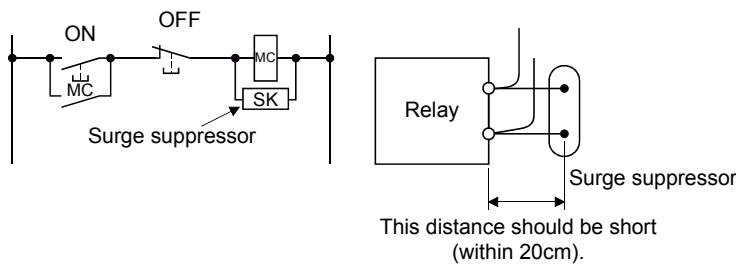 ON
OFF
MC
MC
SK
Surge suppressor
Relay
Surge suppressor
This distance should be short
(within 20cm).